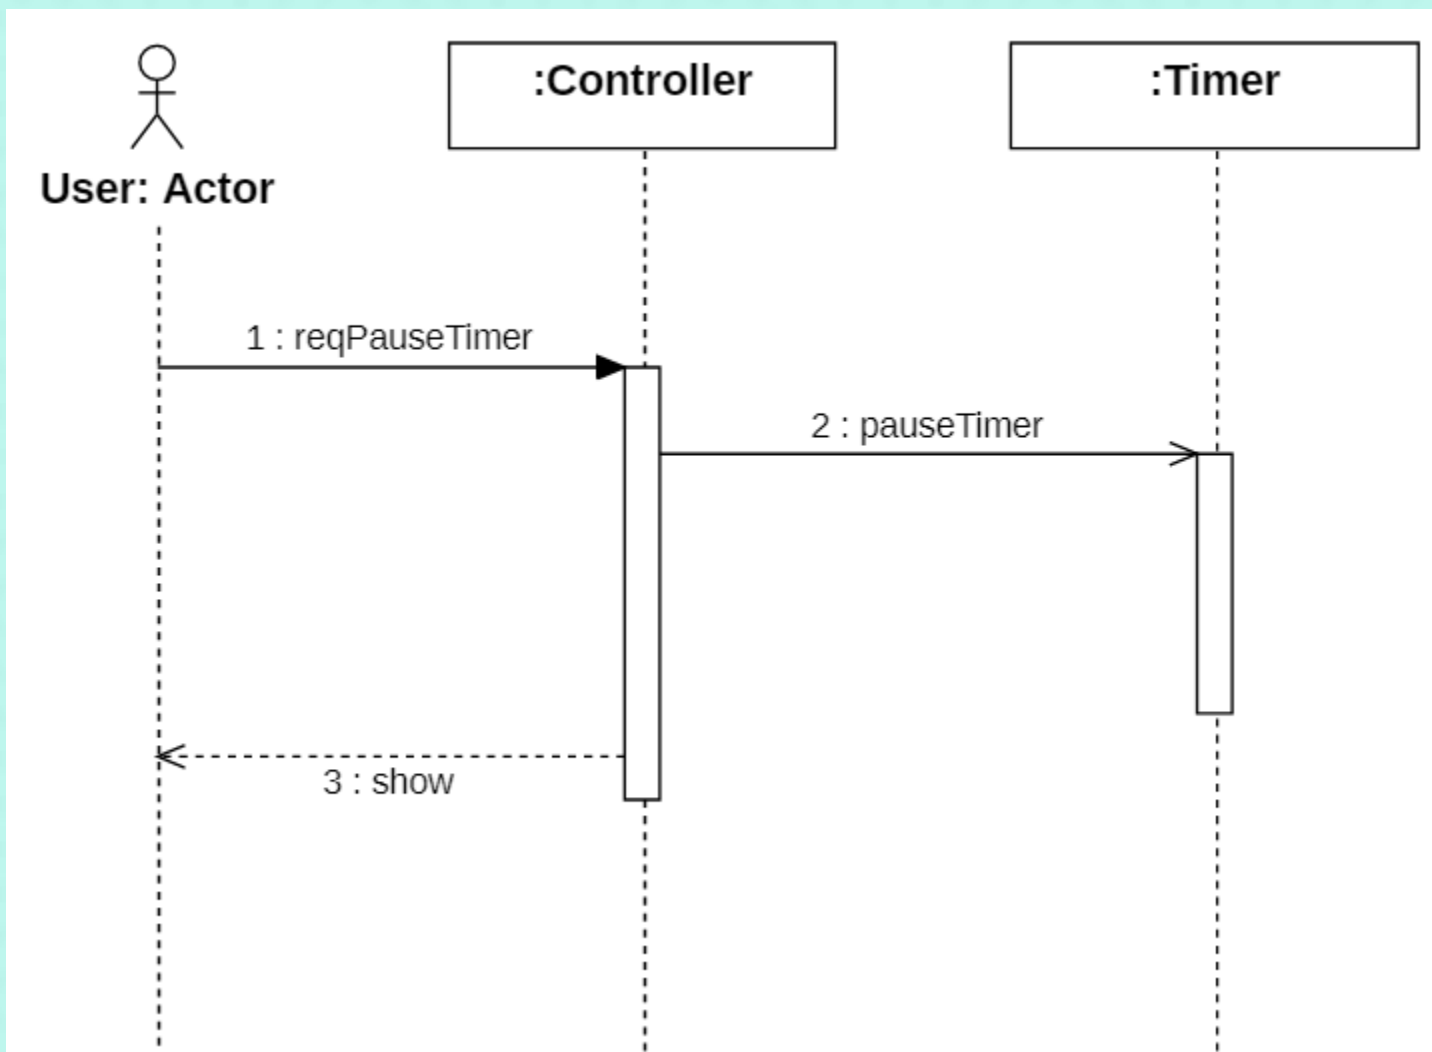 :Controller
:Timer
User: Actor
1 : reqPauseTimer
2 : pauseTimer
3 : show